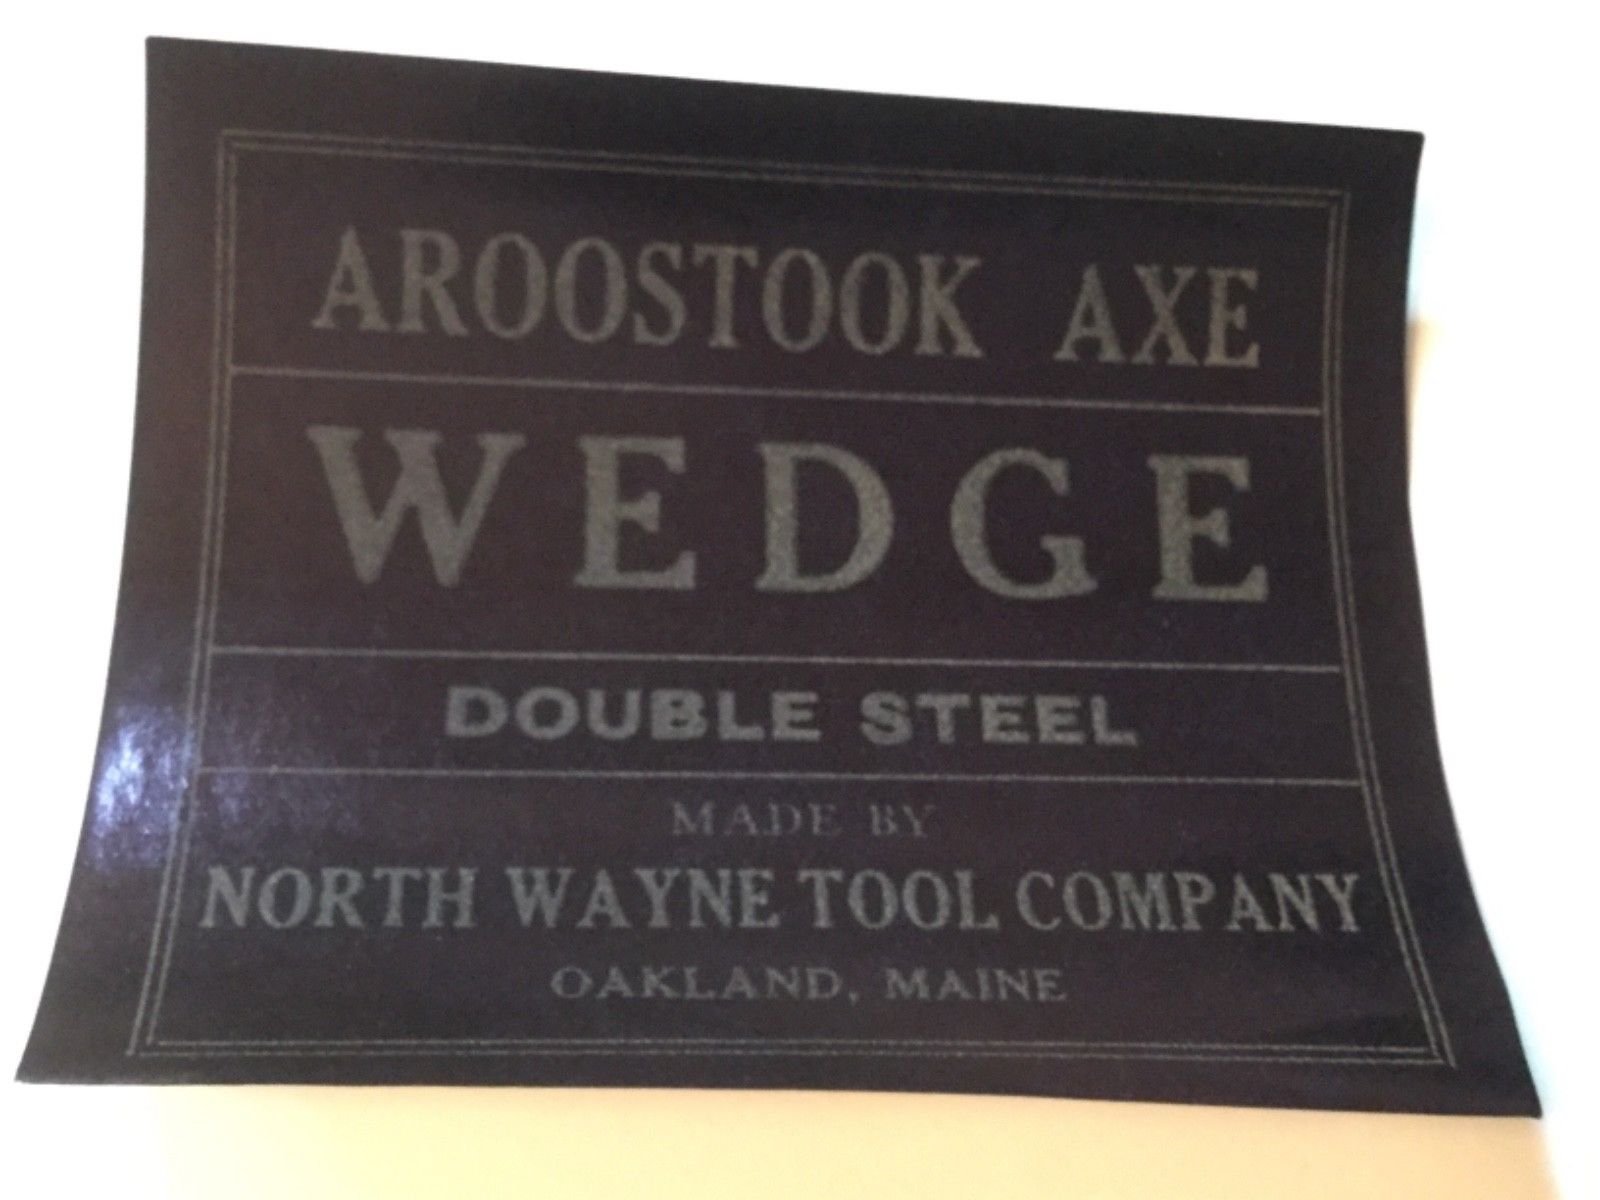 AROOSTOOK AXE
WEDGE
DOUBLE STEEL
MADE BY
NORTH WAYNE TOOL COMPANY
OAKLAND, MAINE